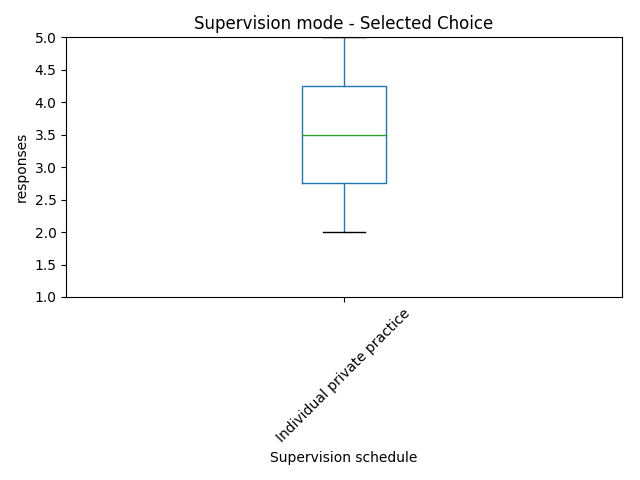 Supervision mode - Selected Choice
5.0
4.5
4.0
3.5
3.0
2.5
2.0
1.5
1.0
responses
Individual private practice
Supervision schedule